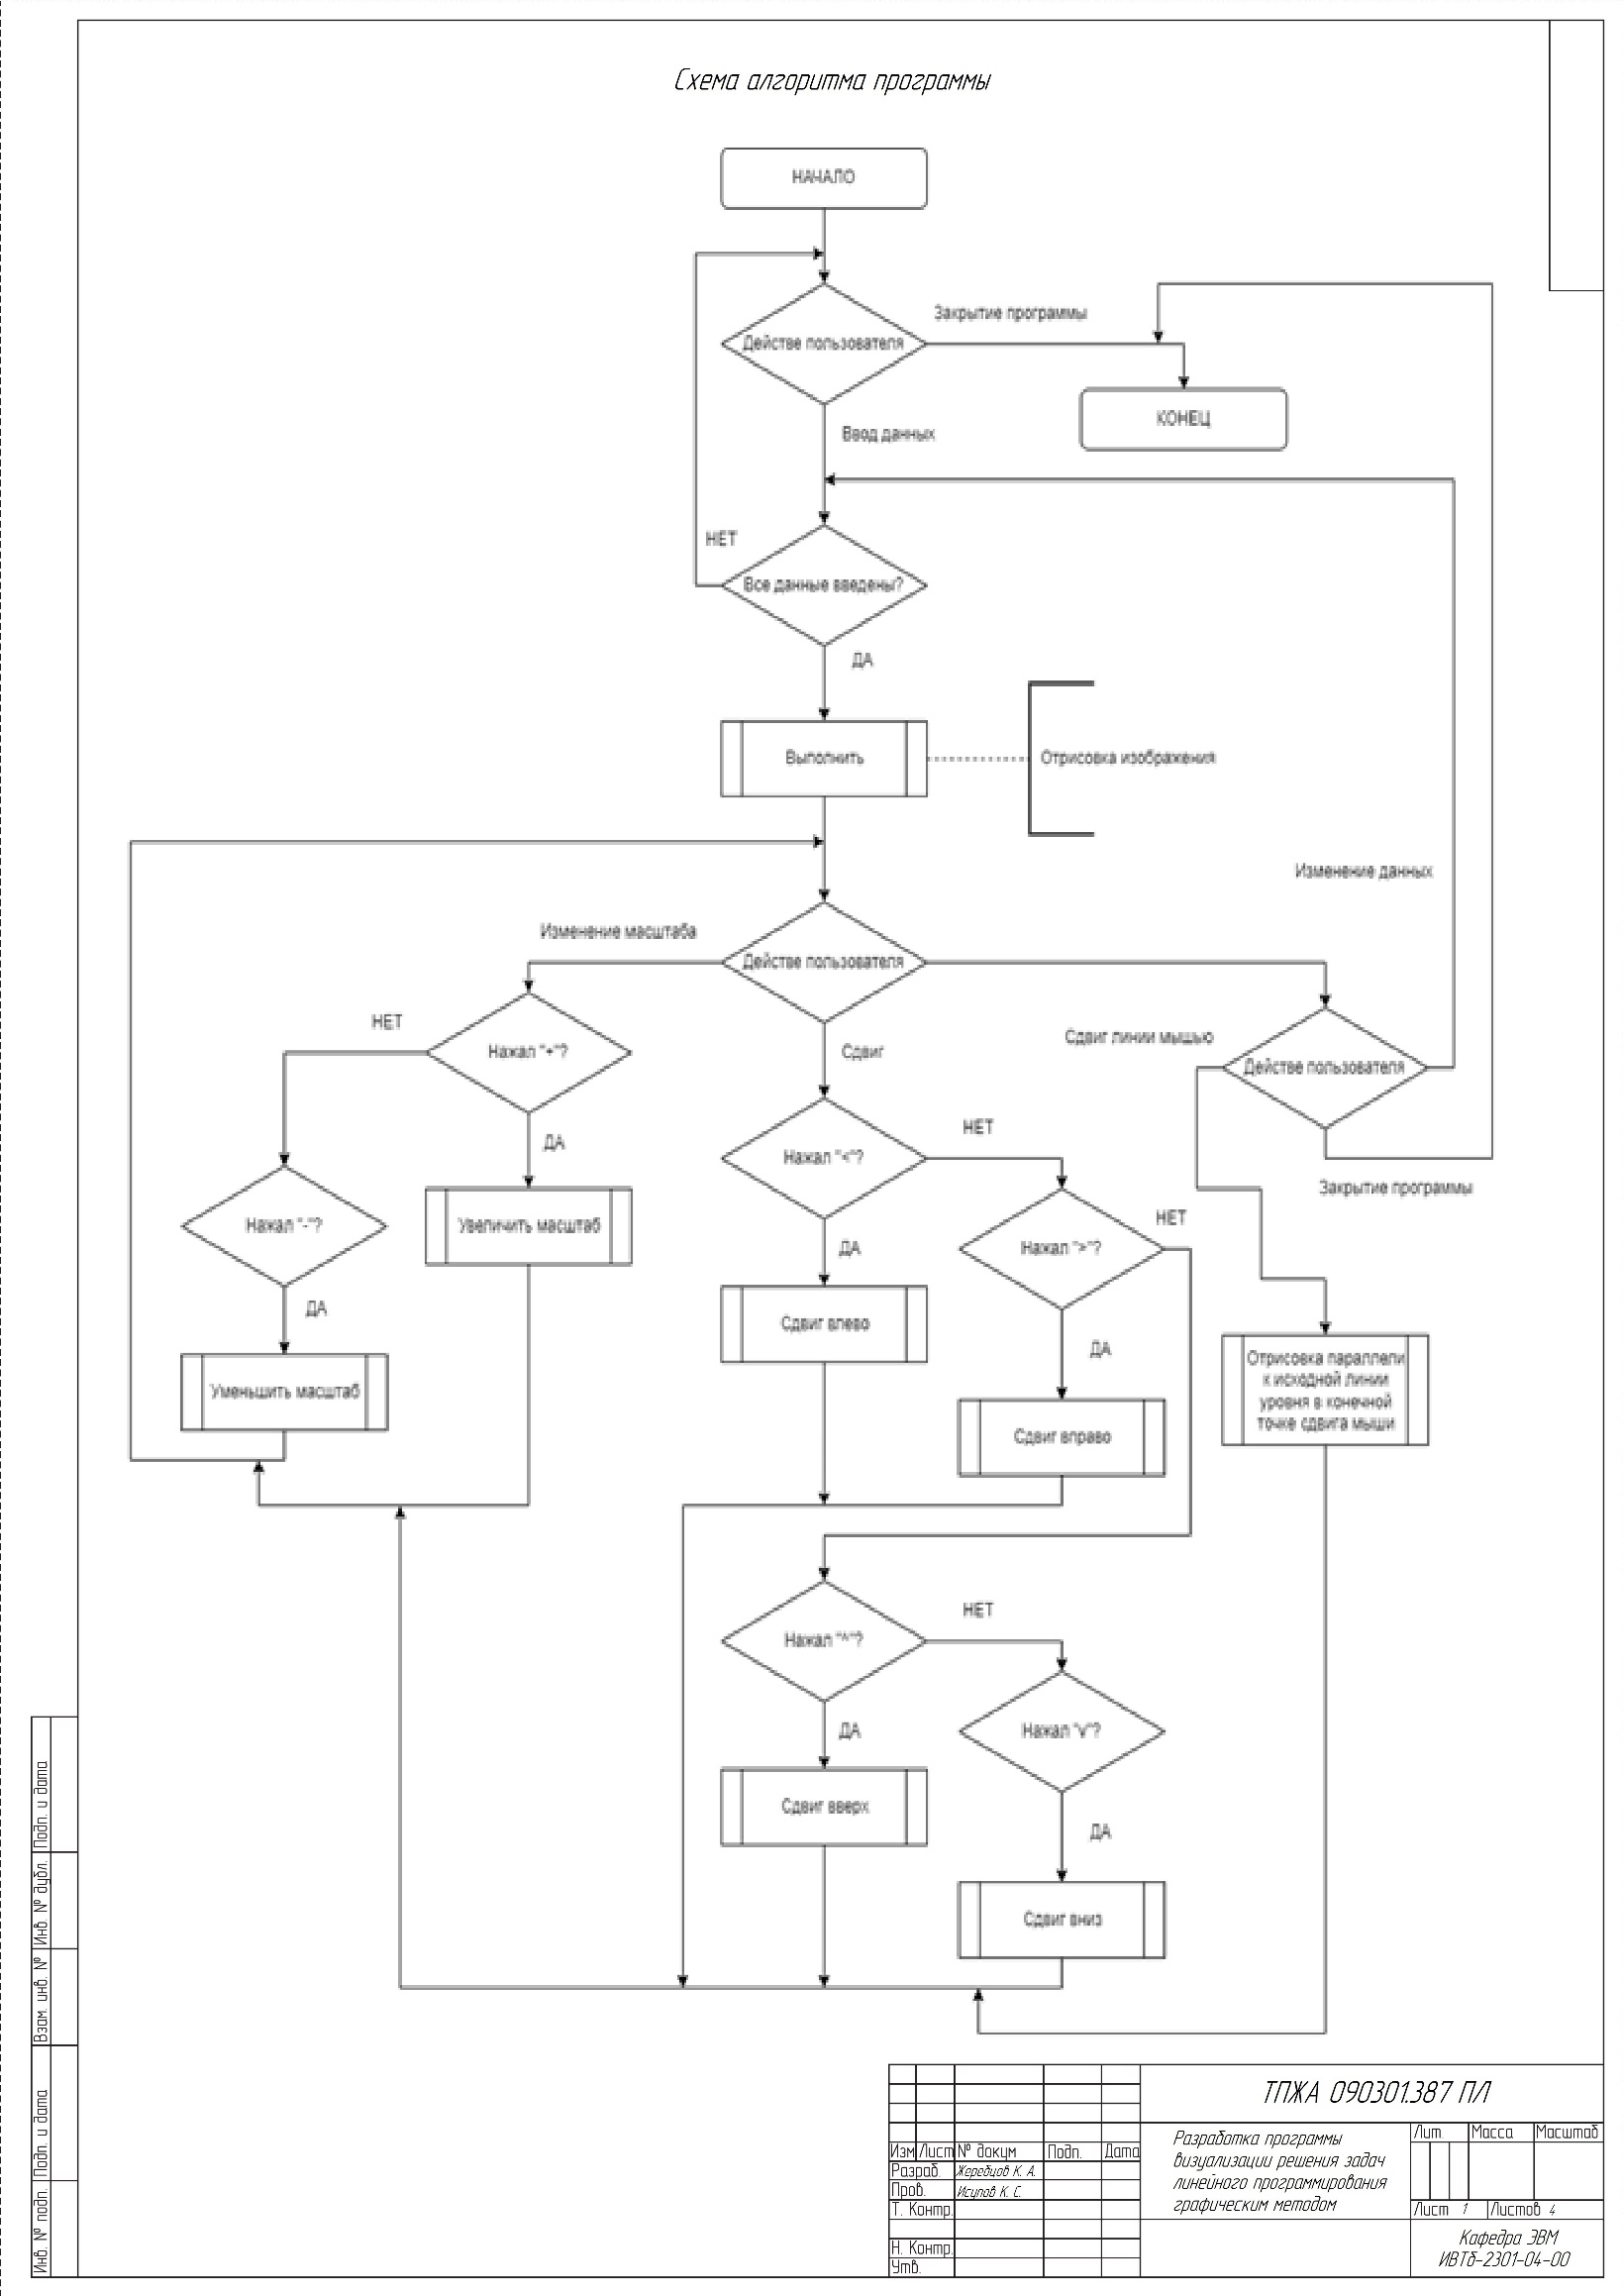 Схема алгоритма программы
НАЧАЛО
Закрытие программы
Действе пользователя
КОНЕЦ
Ввод данных
НЕТ
Все данные введены?
ДА
Выполнить
Отрисовка изображения
Изменение данных
Изменение масштаба
Действе пользователя
НЕТ
Нажал "+"?
Сдвиг
Сдвиг линии мышью
Действе пользователя
ДА
НЕТ
Нажал "<"?
Закрытие программы
Нажал "-"?
Увеличить масштаб
НЕТ
ДА
Нажал ">"?
ДА
Сдвиг влево
ДА
Уменьшить масштаб
Отрисовка параллели
к исходной линии
уровня в конечной
точке сдвига мыши
Сдвиг вправо
НЕТ
Нажал "^"?
ДА
Нажал "v"?
Сдвиг вверх
ДА
Сдвиг вниз
Подп. и дата
Инв. № дубл.
Взам. инв. №
Подп. и дата
Инв. № подп.
ТПЖА 090301.387 ПЛ
Изм Лист № докум Подп. Дата
Разраб. Жеребцов К. А.
Пров. Исупов К. С.
Т. Контр.
Н. Контр.
Утв.
Разработка программы
визуализации решения задач
линейного программирования
графическим методом
Лит. Масса Масштаб
Лист 1 Листов 4
Кафедра ЭВМ
ИВТб-2301-04-00